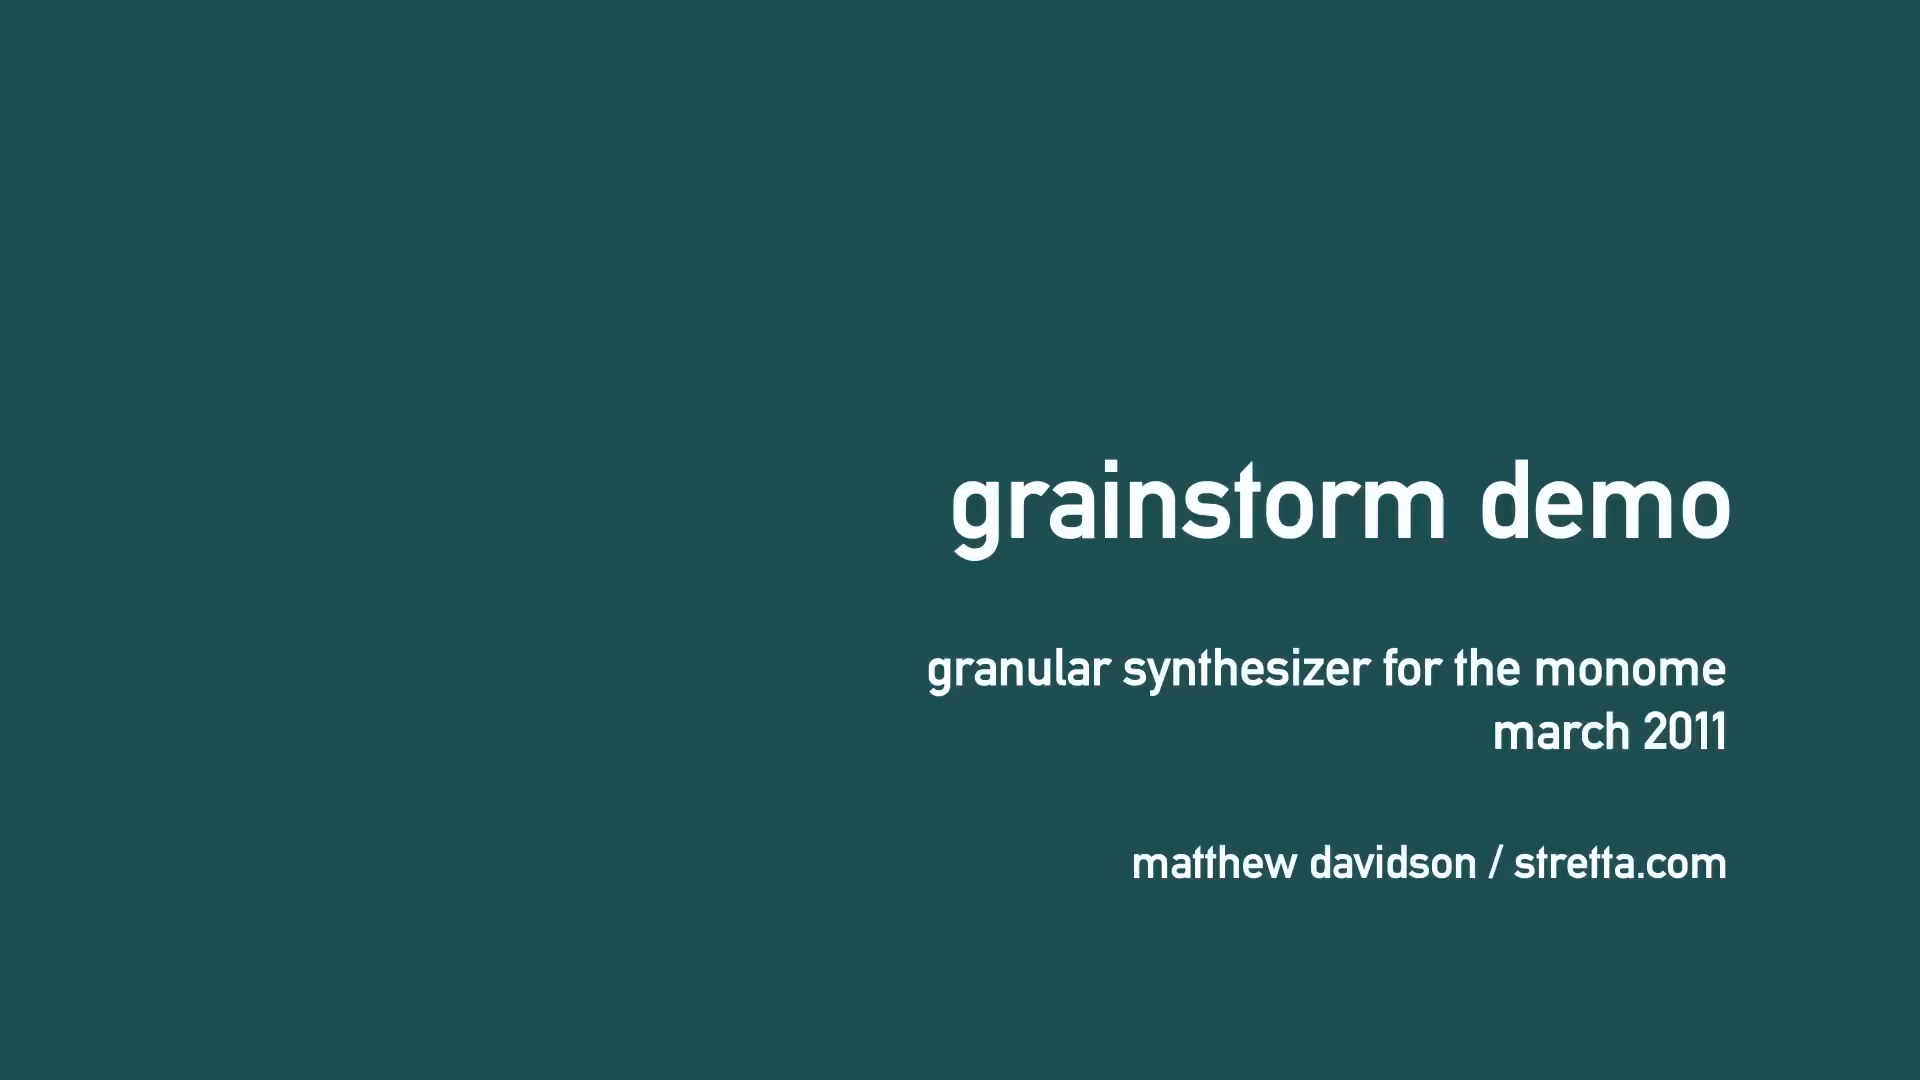 grainstorm demo
granular synthesizer for the monome
march 2011
matthew davidson / stretta.com